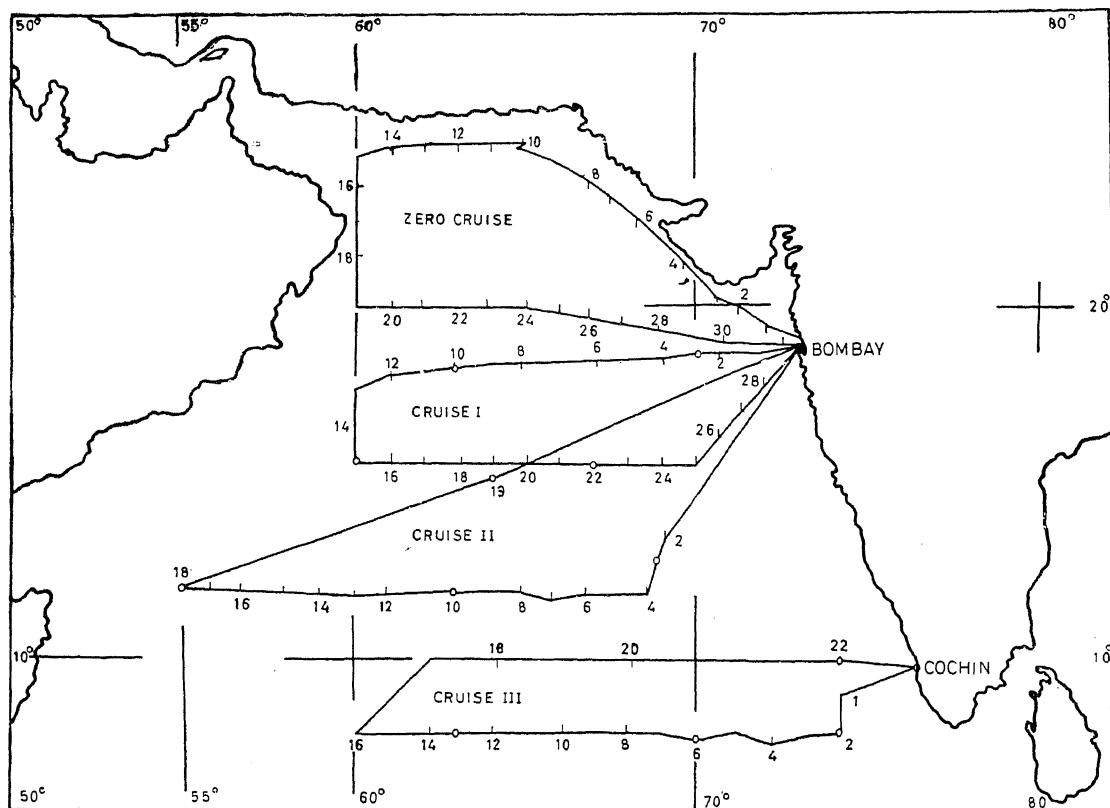 50° 55° 60° 70° 80°
14 12 10
16 8
ZERO CRUISE 6
18 4
2
20 22 24 26 28 30 20°
BOMBAY
12 10 8 6 4 2
28
CRUISE I
14 26
16 18 20 22 24
19
CRUISE II 2
18
16 14 12 10 8 6 4
10° 18 20 22 10°
COCHIN
CRUISE III 1
16 14 12 10 8 6 4 2
50° 55° 60° 70° 80